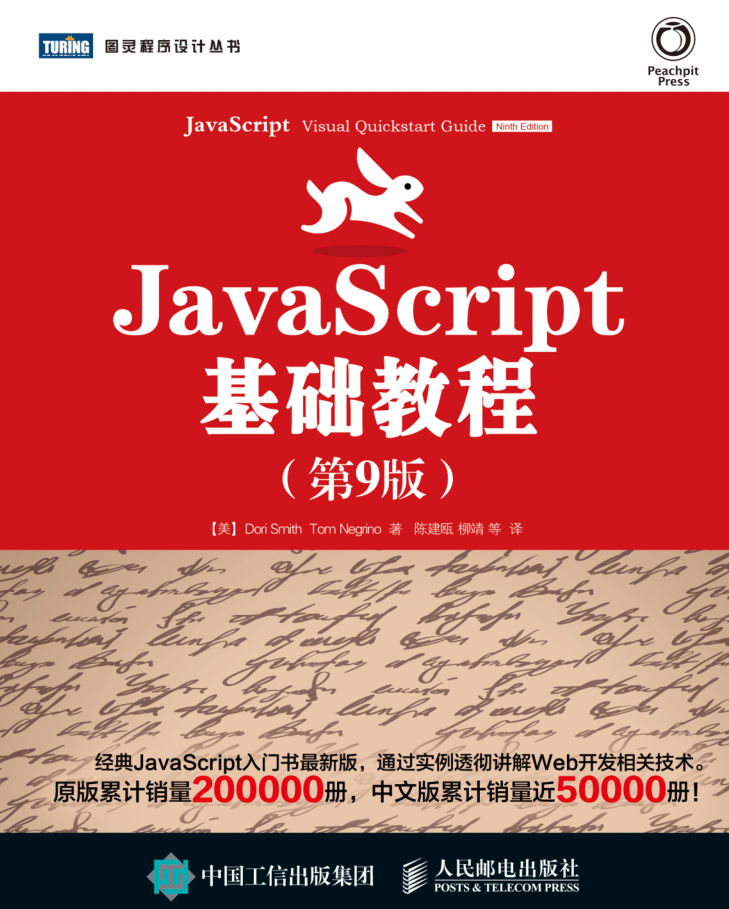 TURING 图灵程序设计丛书
Peachpit
Press
JavaScript Visual Quickstart Guide Ninth Edition
JavaScript
基础教程
(第9版)
【美】Dori Smith Tom Negrino 著 陈建瓯 柳靖 等 译
经典JavaScript入门书最新版，通过实例透彻讲解Web开发相关技术。
原版累计销量200000册，中文版累计销量近50000册！
中国工信出版集团
人民邮电出版社
POSTS & TELECOM PRESS